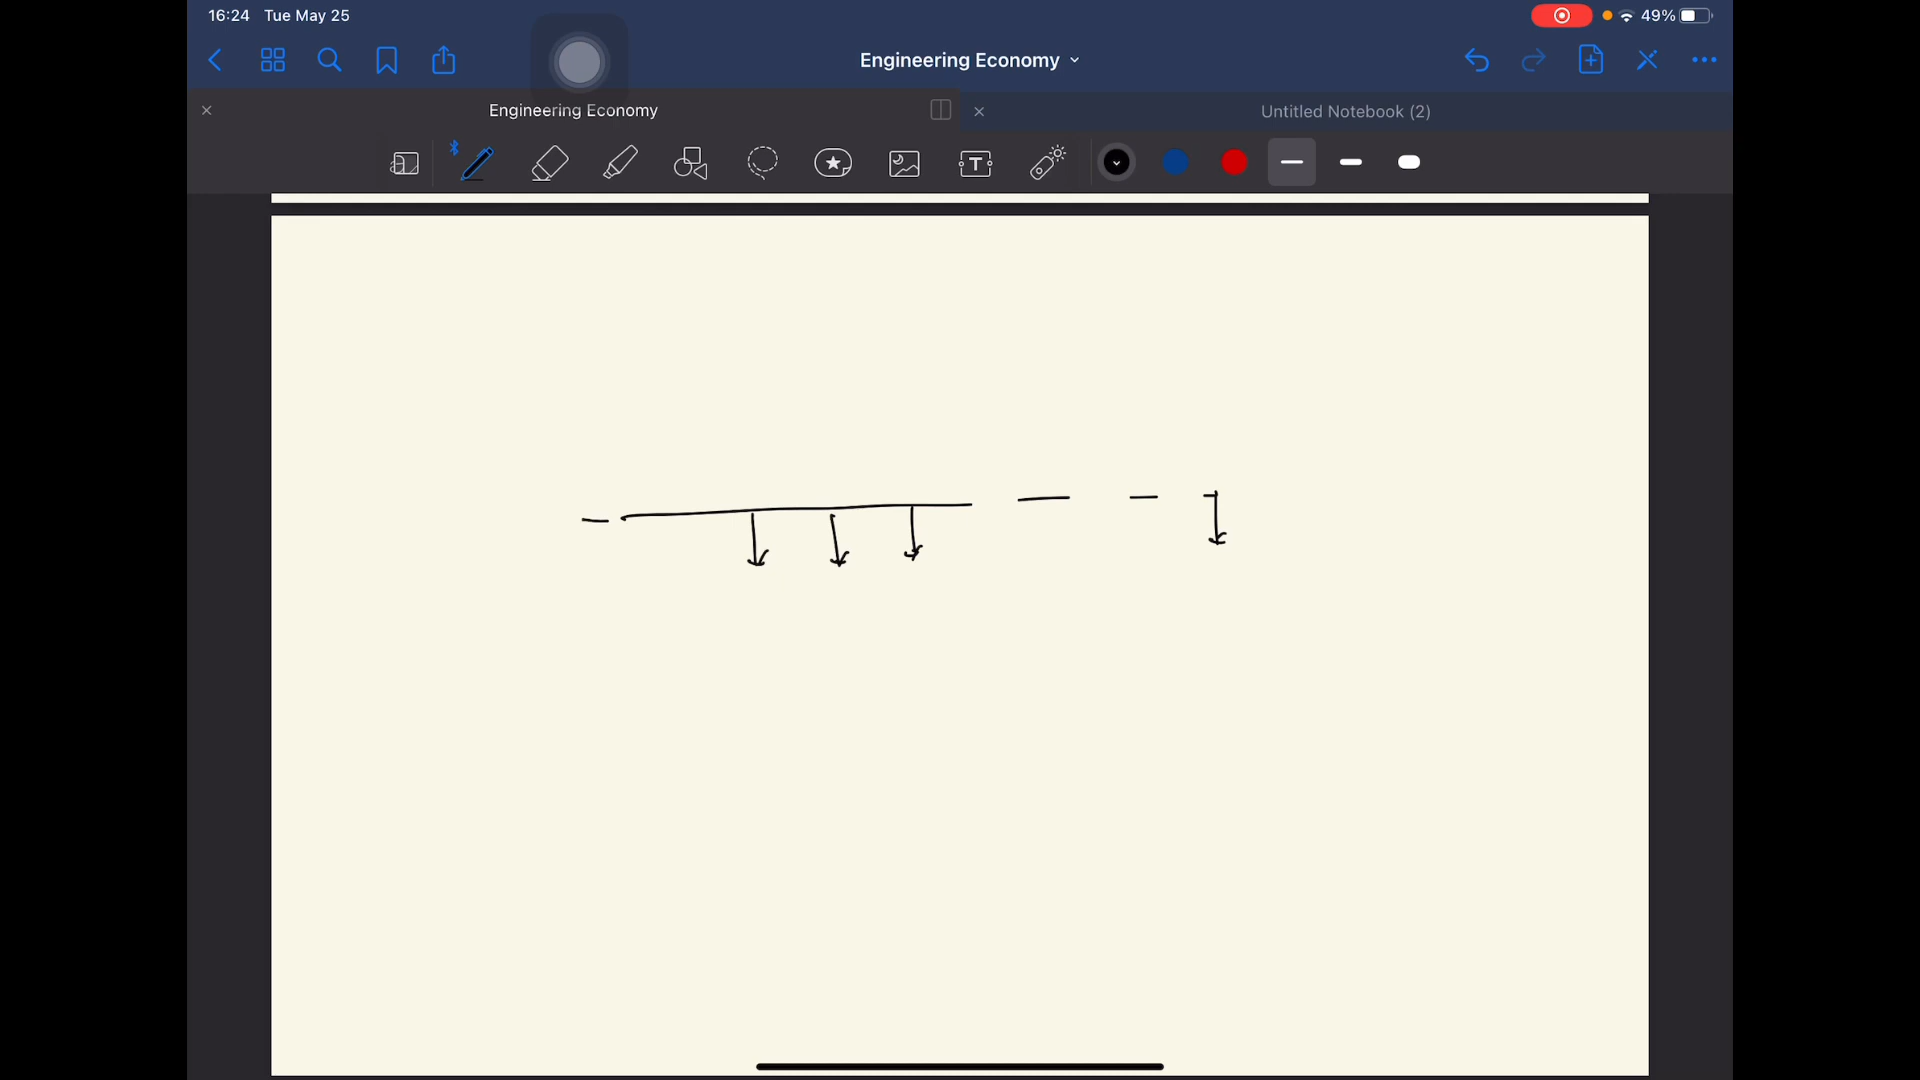 16:24 Tue May 25
49%
Engineering Economy
Engineering Economy
Untitled Notebook (2)